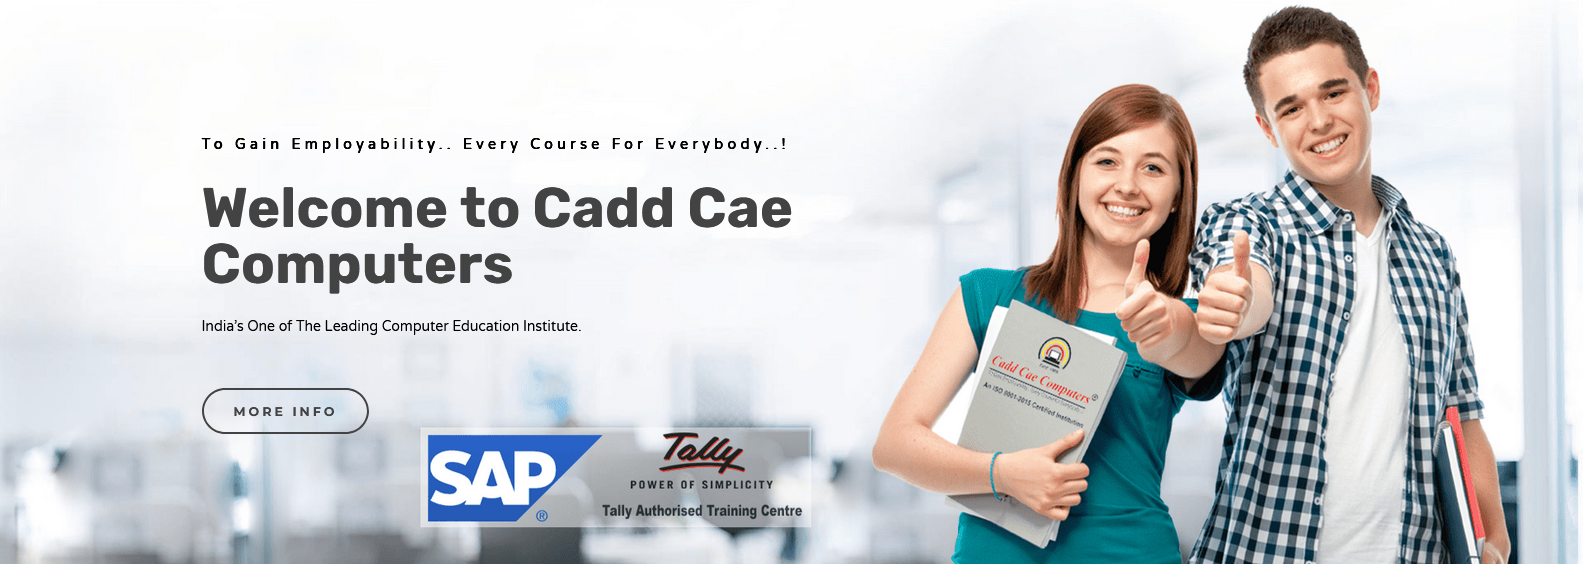 To Gain Employability.. Every Course For Everybody..!
Welcome to Cadd Cae
Computers
India's One of The Leading Computer Education Institute.
MORE INFO
SAP®
Tally
POWER OF SIMPLICITY
Tally Authorised Training Centre
Cadd Cae Computers®
An ISO 9001-2015 Certified Institution